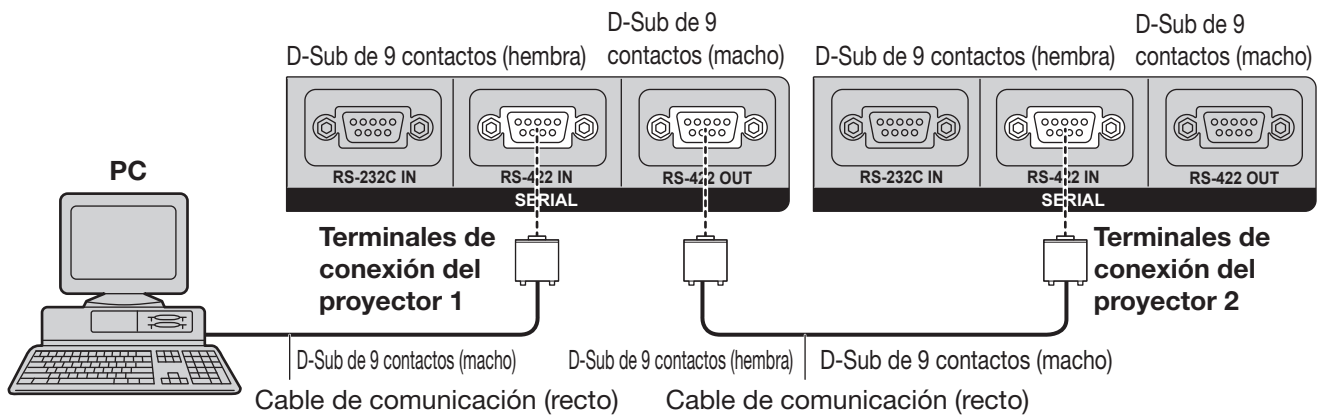 D-Sub de 9 contactos (hembra)
D-Sub de 9
contactos (macho)
D-Sub de 9 contactos (hembra)
D-Sub de 9
contactos (macho)
RS-232C IN
RS-422 IN
RS-422 OUT
SERIAL
RS-232C IN
RS-422 IN
RS-422 OUT
SERIAL
PC
Terminales de
conexión del
proyector 1
Terminales de
conexión del
proyector 2
D-Sub de 9 contactos (macho)
D-Sub de 9 contactos (hembra)
D-Sub de 9 contactos (macho)
Cable de comunicación (recto)
Cable de comunicación (recto)